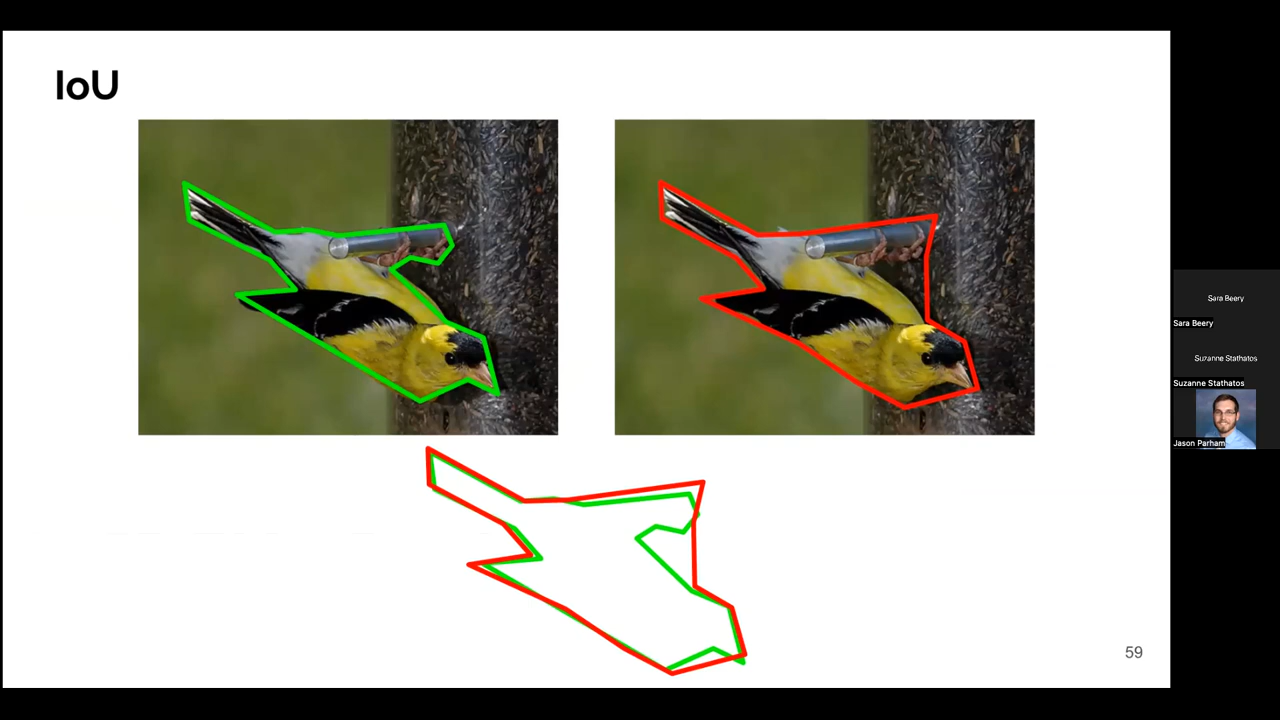 IoU
Sara Beery
Sara Beery
Suzanne Stathatos
Suzanne Stathatos
Jason Parham
59